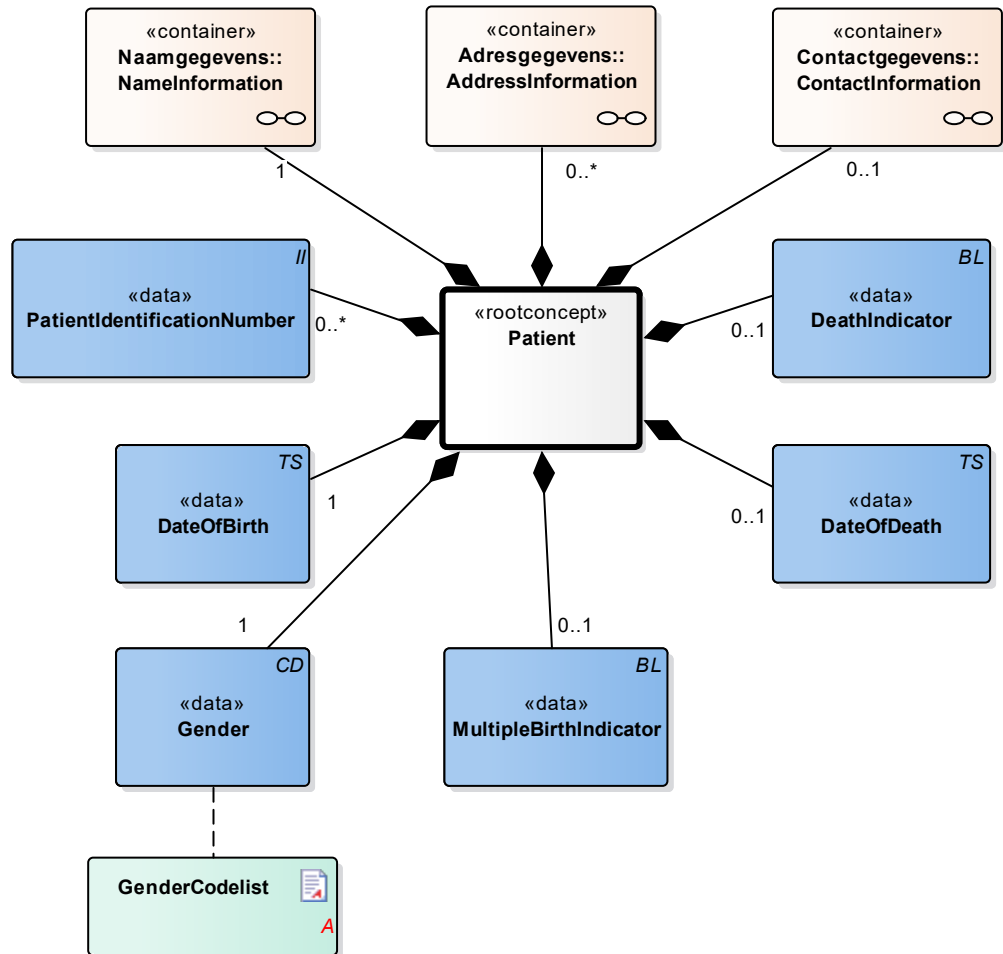 «container»
Naamgegevens::
NameInformation
«container»
Adresgegevens::
AddressInformation
«container»
Contactgegevens::
ContactInformation
1
0..*
0..1
II
«data»
PatientIdentificationNumber
0..*
«rootconcept»
Patient
BL
«data»
DeathIndicator
0..1
TS
«data»
DateOfBirth
1
TS
«data»
DateOfDeath
0..1
1
0..1
CD
«data»
Gender
BL
«data»
MultipleBirthIndicator
GenderCodelist
A